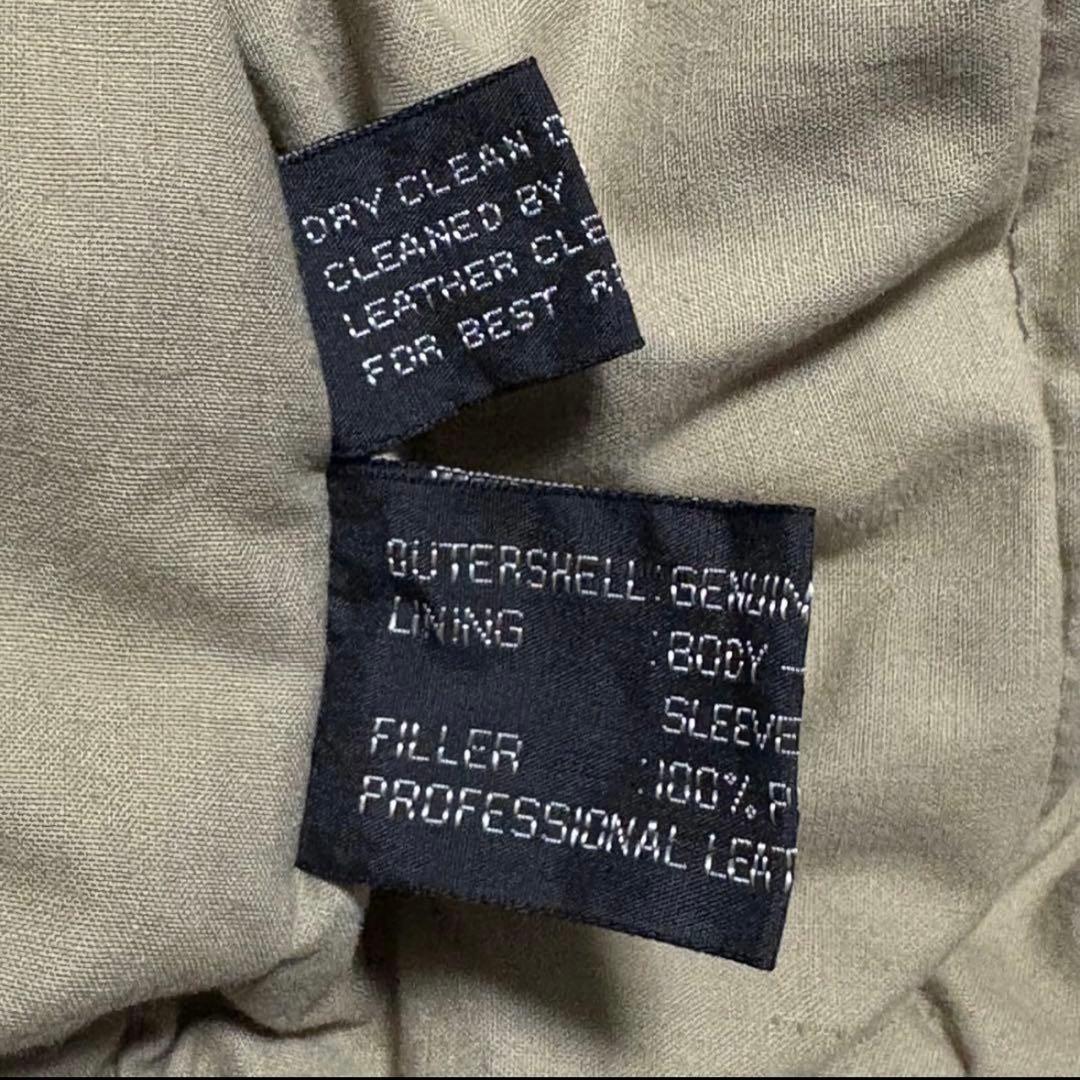 DRY CLEAN
CLEANED BY
LEATHER CLE
FOR BEST
OUTERSHELL : GENUIN
LINING : BODY –
SLEEVE
FILLER : 100% P
PROFESSIONAL LEAT